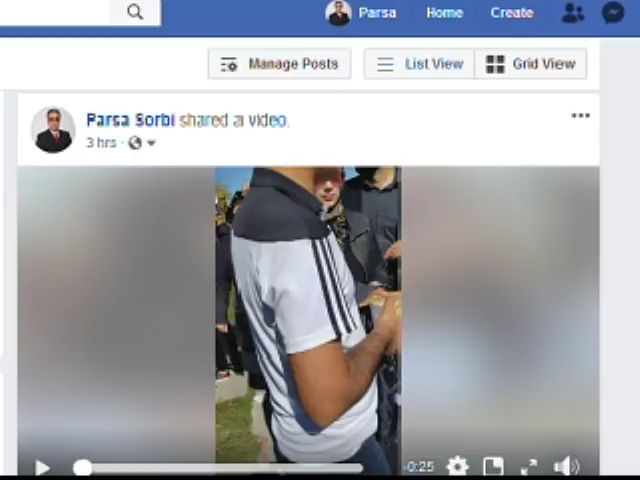 Parsa Home Create
Manage Posts List View Grid View
Parsa Sorbi shared a video.
3 hrs
-0:25